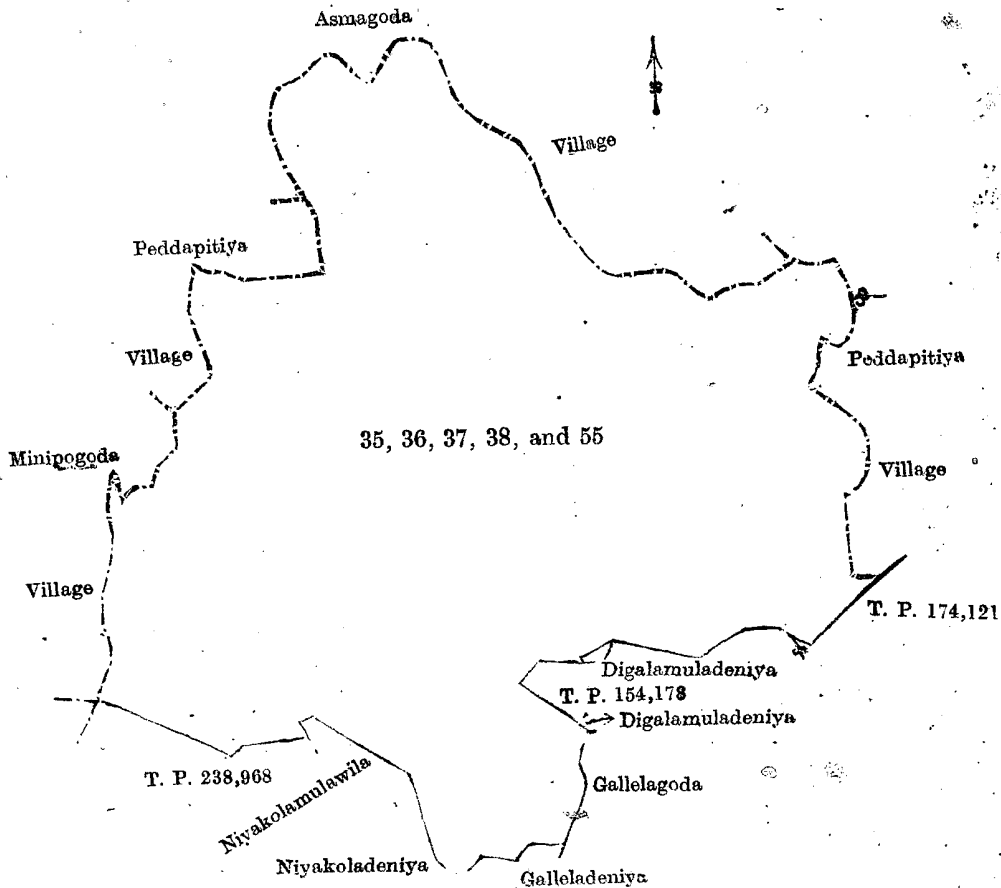 Asmagoda
Village
Peddapitiya
Village
Peddapitiya
35, 36, 37, 38, and 55
Minipogoda
Village
Village
T. P. 174,121
Digalamuladeniya
T. P. 154,178
Digalamuladeniya
T. P. 238,968
Gallelagoda
Niyakolamulawila
Niyakoladeniya
Galleladeniya